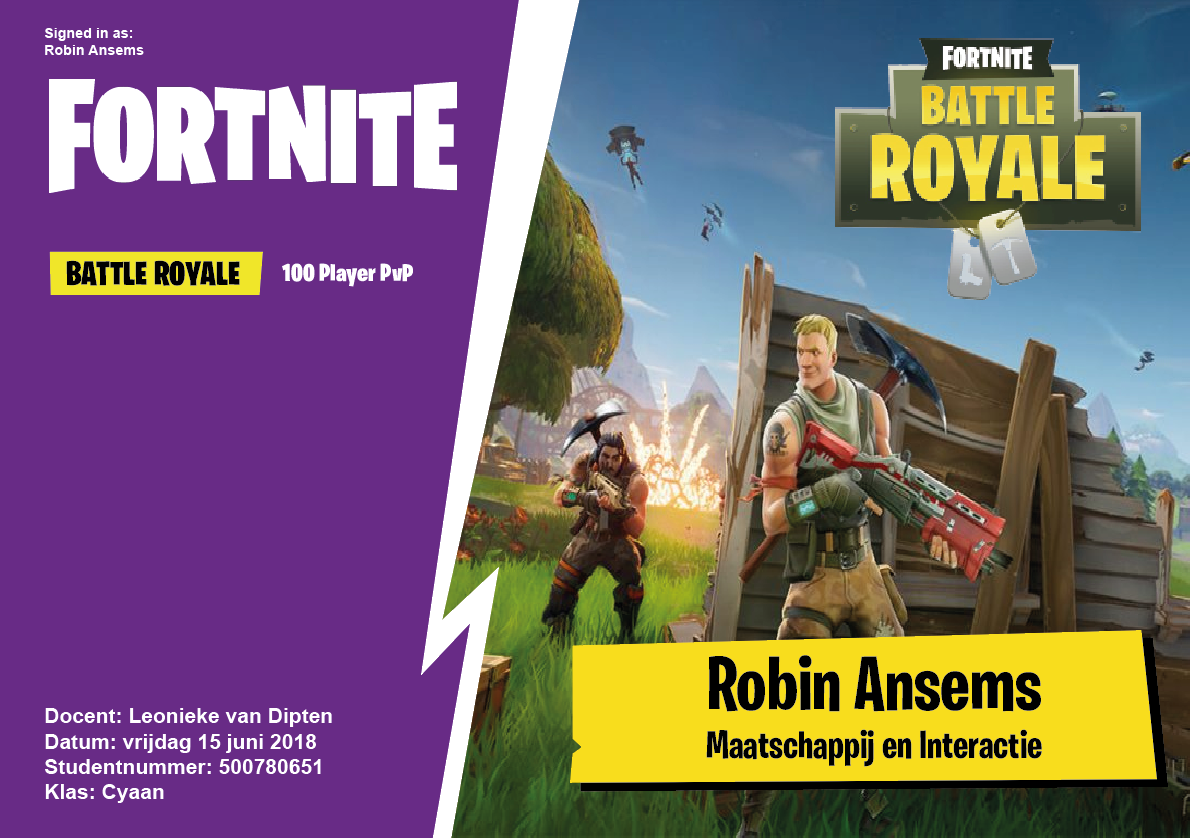 Signed in as:
Robin Ansems
FORTNITE
BATTLE ROYALE 100 Player PvP
Docent: Leonieke van Dipten
Datum: vrijdag 15 juni 2018
Studentnummer: 500780651
Klas: Cyaan
FORTNITE
BATTLE
ROYALE
Robin Ansems
Maatschappij en Interactie